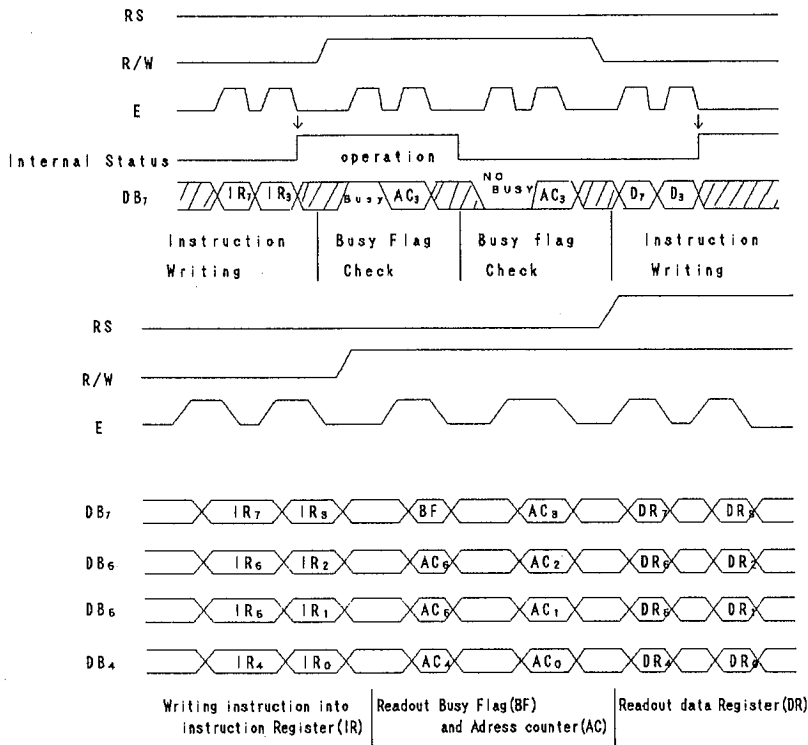 RS
R/W
E
Internal Status operation
DB₇ IR₇ IR₃ Busy AC₃ NO BUSY AC₃ D₇ D₃
Instruction Writing Busy Flag Check Busy flag Check Instruction Writing
RS
R/W
E
DB₇ IR₇ IR₃ BF AC₃ DR₇ DR₃
DB₆ IR₆ IR₂ AC₆ AC₂ DR₆ DR₂
DB₆ IR₅ IR₁ AC₅ AC₁ DR₅ DR₁
DB₄ IR₄ IR₀ AC₄ AC₀ DR₄ DR₀
Writing instruction into instruction Register(IR) Readout Busy Flag(BF) and Adress counter(AC) Readout data Register(DR)